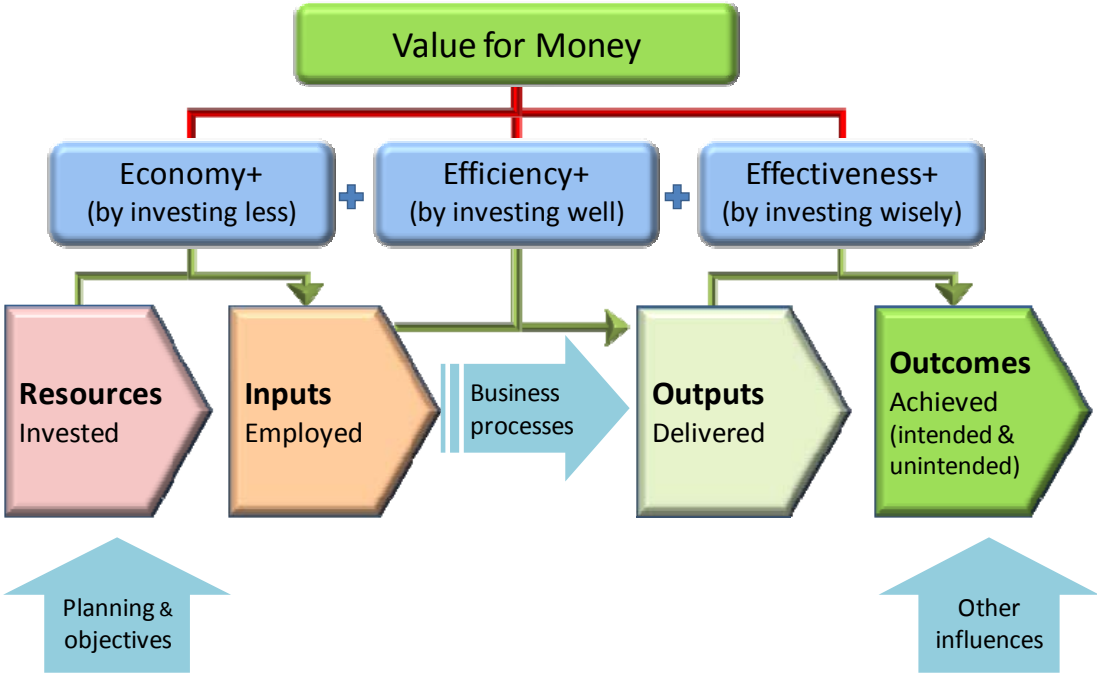 Value for Money
Economy+
(by investing less)
Efficiency+
(by investing well)
Effectiveness+
(by investing wisely)
Resources
Invested
Inputs
Employed
Business
processes
Outputs
Delivered
Outcomes
Achieved
(intended &
unintended)
Planning &
objectives
Other
influences